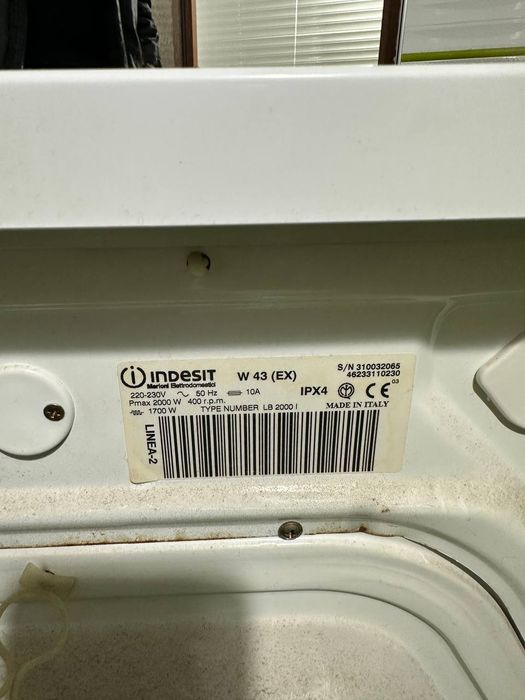 indesit
Merloni Elettrodomestici
W 43 (EX)
S/N 310032065
46233110230
220-230V ~ 50 Hz 10A
Pmax 2000 W 400 r.p.m.
1700 W
TYPE NUMBER LB 2000 I
IPX4
CE
03
MADE IN ITALY
LINEA-2